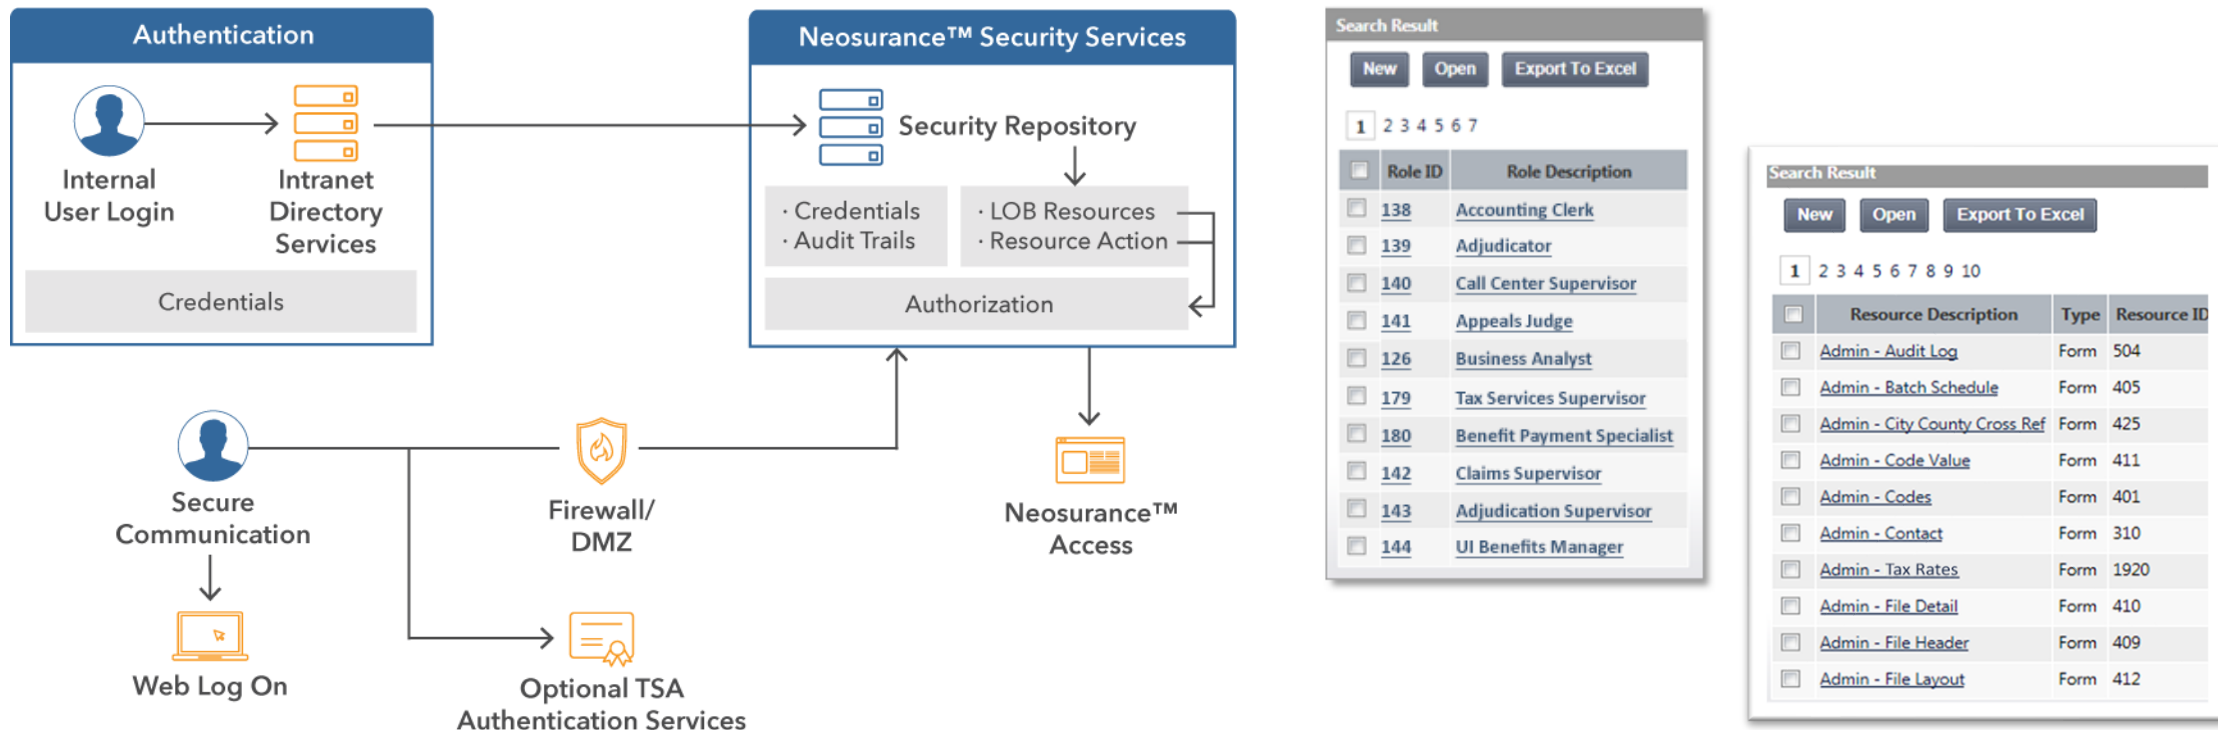 Authentication
Internal
User Login
Intranet
Directory
Services
Credentials
Neosurance™ Security Services
Security Repository
· Credentials
· Audit Trails
· LOB Resources
· Resource Action
Authorization
Secure
Communication
Web Log On
Firewall/
DMZ
Optional TSA
Authentication Services
Neosurance™
Access
Search Result
New Open Export To Excel
1 2 3 4 5 6 7
Role ID Role Description
138 Accounting Clerk
139 Adjudicator
140 Call Center Supervisor
141 Appeals Judge
126 Business Analyst
179 Tax Services Supervisor
180 Benefit Payment Specialist
142 Claims Supervisor
143 Adjudication Supervisor
144 UI Benefits Manager
Search Result
New Open Export To Excel
1 2 3 4 5 6 7 8 9 10
Resource Description Type Resource ID
Admin - Audit Log Form 504
Admin - Batch Schedule Form 405
Admin - City County Cross Ref Form 425
Admin - Code Value Form 411
Admin - Codes Form 401
Admin - Contact Form 310
Admin - Tax Rates Form 1920
Admin - File Detail Form 410
Admin - File Header Form 409
Admin - File Layout Form 412